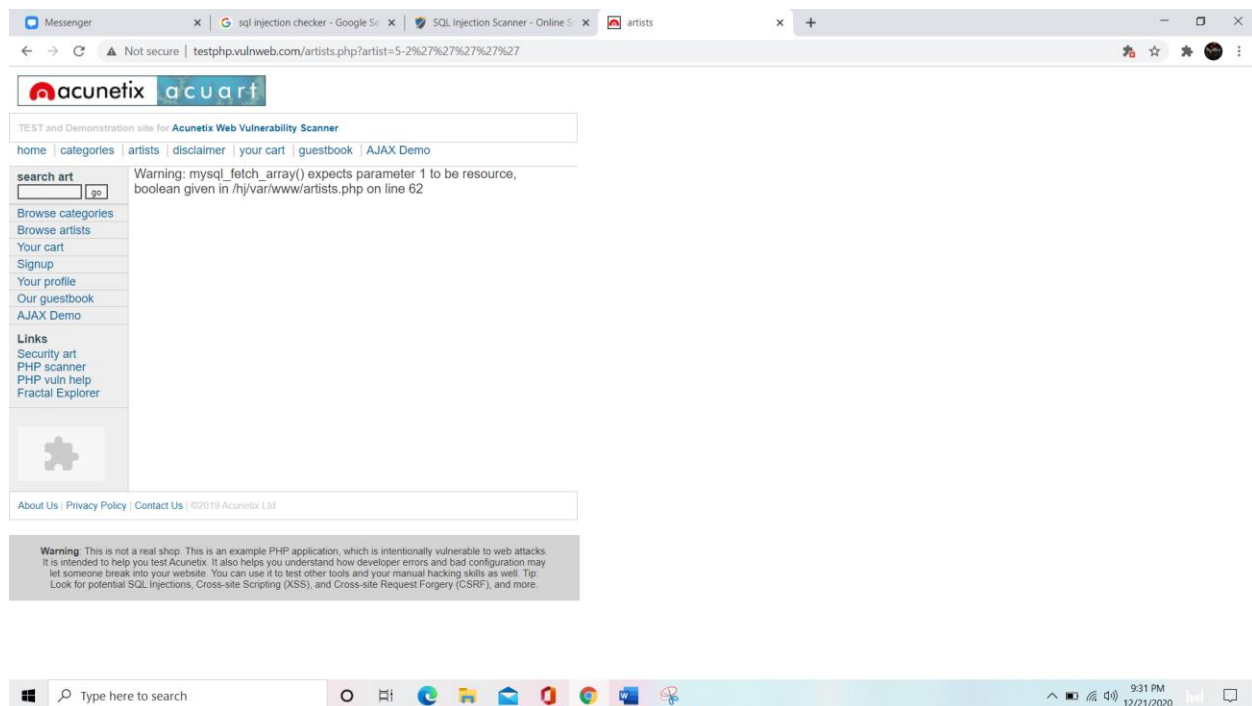 Messenger
sql injection checker - Google Se
SQL Injection Scanner - Online S
artists
Not secure | testphp.vulnweb.com/artists.php?artist=5-2%27%27%27%27%27
acunetix acuart
TEST and Demonstration site for Acunetix Web Vulnerability Scanner
home | categories | artists | disclaimer | your cart | guestbook | AJAX Demo
search art
go
Browse categories
Browse artists
Your cart
Signup
Your profile
Our guestbook
AJAX Demo
Links
Security art
PHP scanner
PHP vuln help
Fractal Explorer
Warning: mysql_fetch_array() expects parameter 1 to be resource,
boolean given in /hj/var/www/artists.php on line 62
About Us | Privacy Policy | Contact Us | ©2019 Acunetix Ltd
Warning: This is not a real shop. This is an example PHP application, which is intentionally vulnerable to web attacks.
It is intended to help you test Acunetix. It also helps you understand how developer errors and bad configuration may
let someone break into your website. You can use it to test other tools and your manual hacking skills as well. Tip:
Look for potential SQL Injections, Cross-site Scripting (XSS), and Cross-site Request Forgery (CSRF), and more.
Type here to search
9:31 PM
12/21/2020